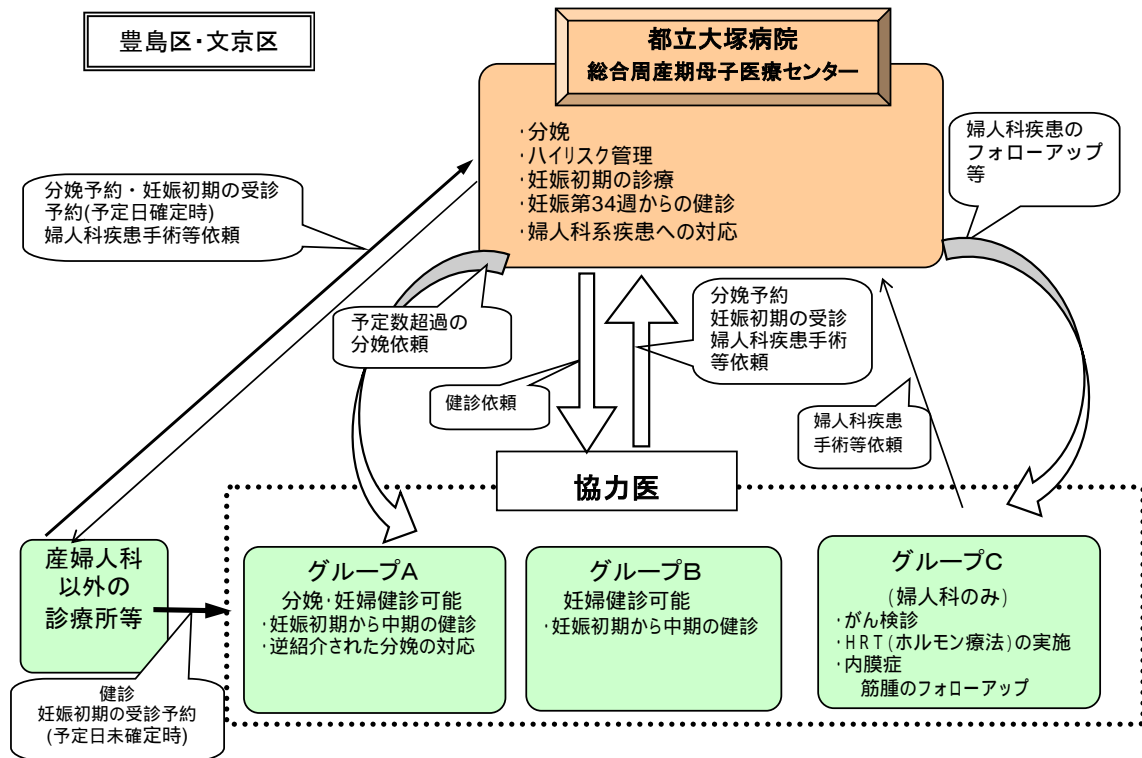 豊島区・文京区
都立大塚病院
総合周産期母子医療センター
・分娩
・ハイリスク管理
・妊娠初期の診療
・妊娠第34週からの健診
・婦人科系疾患への対応
婦人科疾患の
フォローアップ
等
分娩予約・妊娠初期の受診
予約(予定日確定時)
婦人科疾患手術等依頼
予定数超過の
分娩依頼
分娩予約
妊娠初期の受診
婦人科疾患手術
等依頼
健診依頼
婦人科疾患
手術等依頼
協力医
産婦人科
以外の
診療所等
グループA
分娩・妊婦健診可能
・妊娠初期から中期の健診
・逆紹介された分娩の対応
グループB
妊婦健診可能
・妊娠初期から中期の健診
グループC
(婦人科のみ)
・がん検診
・HRT(ホルモン療法)の実施
・内膜症
筋腫のフォローアップ
健診
妊娠初期の受診予約
(予定日未確定時)